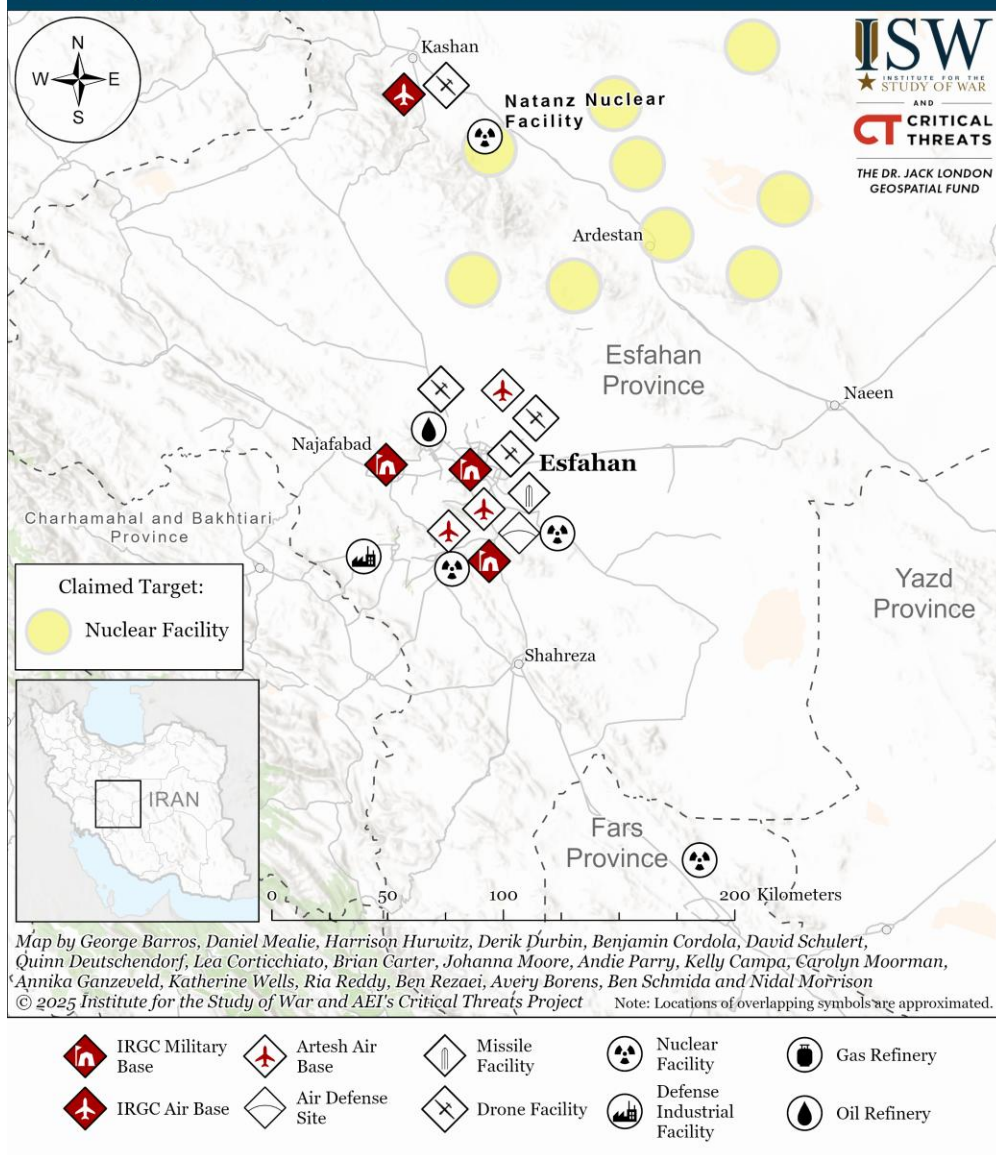 N
W E
S
Kashan
ISW
INSTITUTE FOR THE
STUDY OF WAR
AND
CT CRITICAL
THREATS
THE DR. JACK LONDON
GEOSPATIAL FUND
Natanz Nuclear
Facility
Ardestan
Esfahan
Province
Naeen
Najafabad
Esfahan
Charhamahal and Bakhtiari
Province
Claimed Target:
Nuclear Facility
Yazd
Province
Shahreza
IRAN
Fars
Province
0 50 100 200 Kilometers
Map by George Barros, Daniel Mealie, Harrison Hurwitz, Derik Durbin, Benjamin Cordola, David Schulert,
Quinn Deutschendorf, Lea Corticchiato, Brian Carter, Johanna Moore, Andie Parry, Kelly Campa, Carolyn Moorman,
Annika Ganzeveld, Katherine Wells, Ria Reddy, Ben Rezaei, Avery Borens, Ben Schmida and Nidal Morrison
© 2025 Institute for the Study of War and AEI's Critical Threats Project
Note: Locations of overlapping symbols are approximated.
IRGC Military
Base
Artesh Air
Base
Missile
Facility
Nuclear
Facility
Gas Refinery
IRGC Air Base
Air Defense
Site
Drone Facility
Defense
Industrial
Facility
Oil Refinery